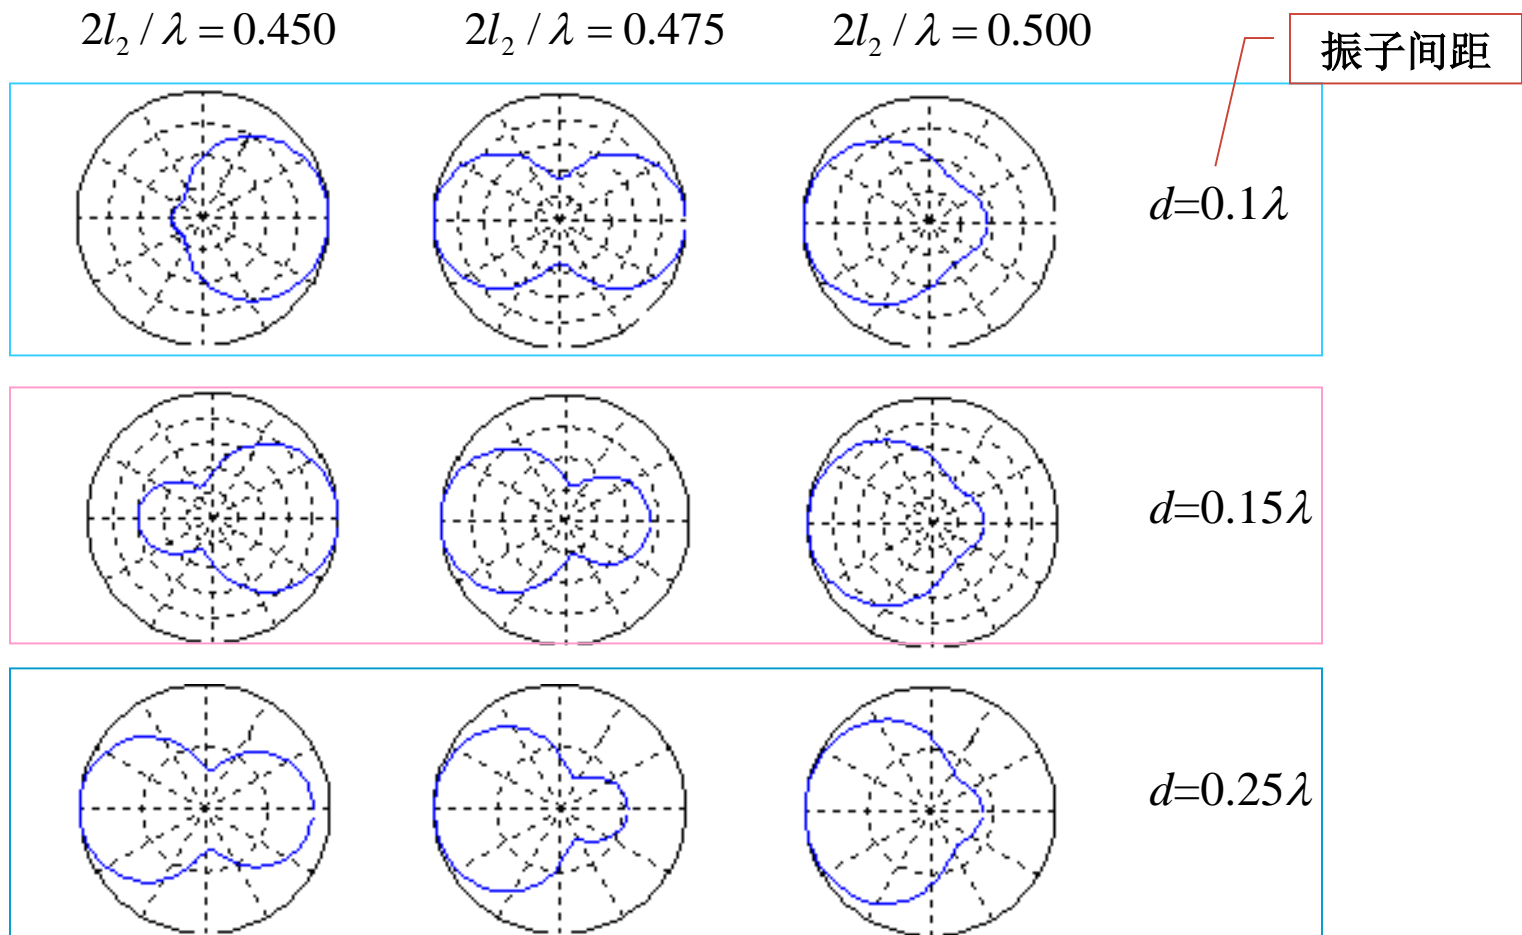 2l₂ / λ = 0.450 2l₂ / λ = 0.475 2l₂ / λ = 0.500
振子间距
d=0.1λ
d=0.15λ
d=0.25λ